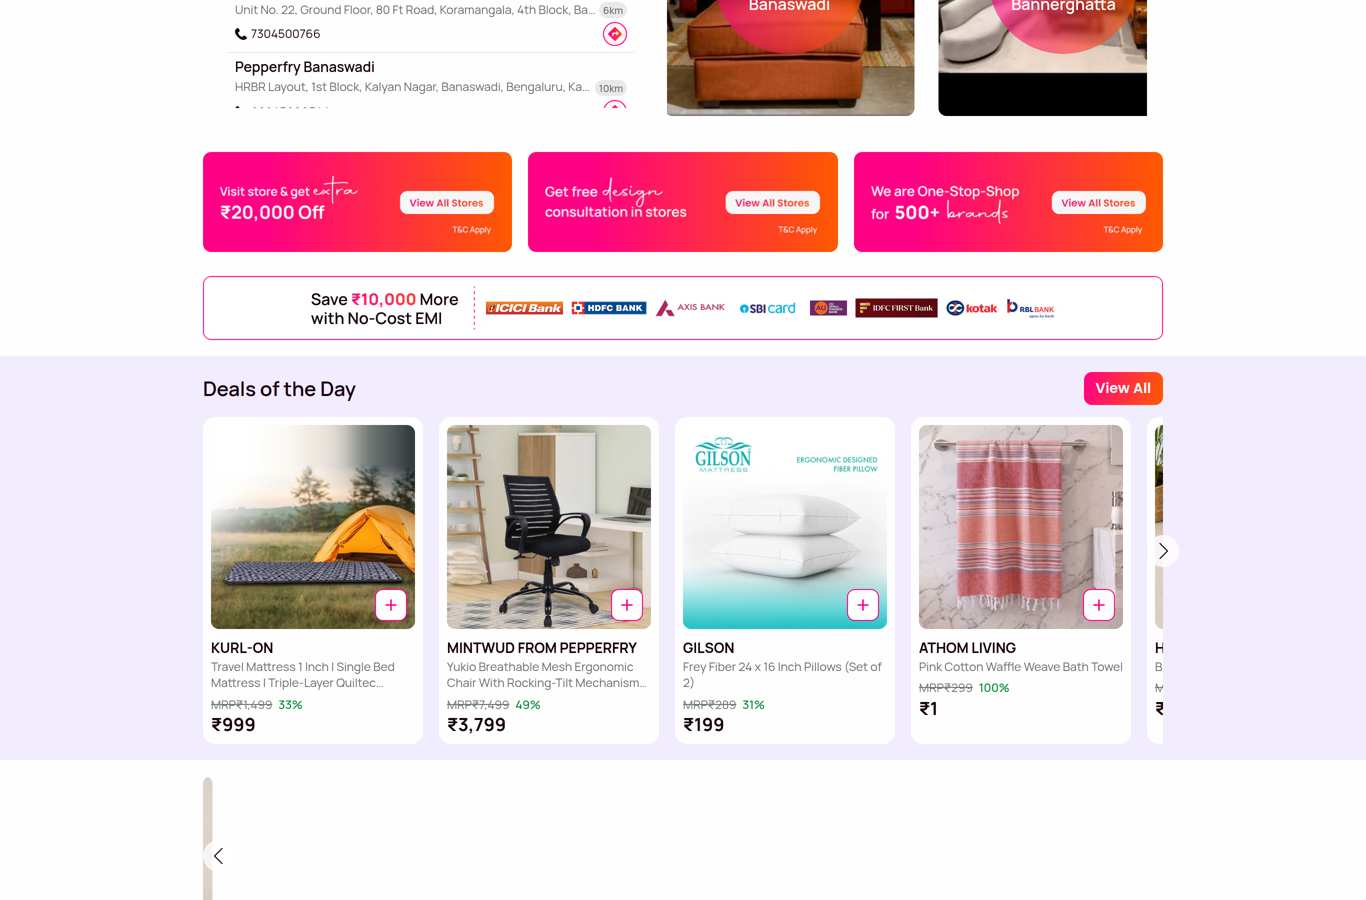 Unit No. 22, Ground Floor, 80 Ft Road, Koramangala, 4th Block, Ba...
6km
7304500766
Pepperfry Banaswadi
HRBR Layout, 1st Block, Kalyan Nagar, Banaswadi, Bengaluru, Ka...
10km
Banaswadi
Bannerghatta
Visit store & get extra
₹20,000 Off
View All Stores
T&C Apply
Get free design
consultation in stores
View All Stores
T&C Apply
We are One-Stop-Shop
for 500+ brands
View All Stores
T&C Apply
Save ₹10,000 More
with No-Cost EMI
ICICI Bank
HDFC BANK
AXIS BANK
SBI card
AU
IDFC FIRST Bank
kotak
RBLBANK
Deals of the Day
View All
GILSON
MATTRESS
ERGONOMIC DESIGNED
FIBER PILLOW
KURL-ON
Travel Mattress 1 Inch | Single Bed
Mattress | Triple-Layer Quiltec...
MRP₹1,499 33%
₹999
MINTWUD FROM PEPPERFRY
Yukio Breathable Mesh Ergonomic
Chair With Rocking-Tilt Mechanism...
MRP₹7,499 49%
₹3,799
GILSON
Frey Fiber 24 x 16 Inch Pillows (Set of
2)
MRP₹289 31%
₹199
ATHOM LIVING
Pink Cotton Waffle Weave Bath Towel
MRP₹299 100%
₹1